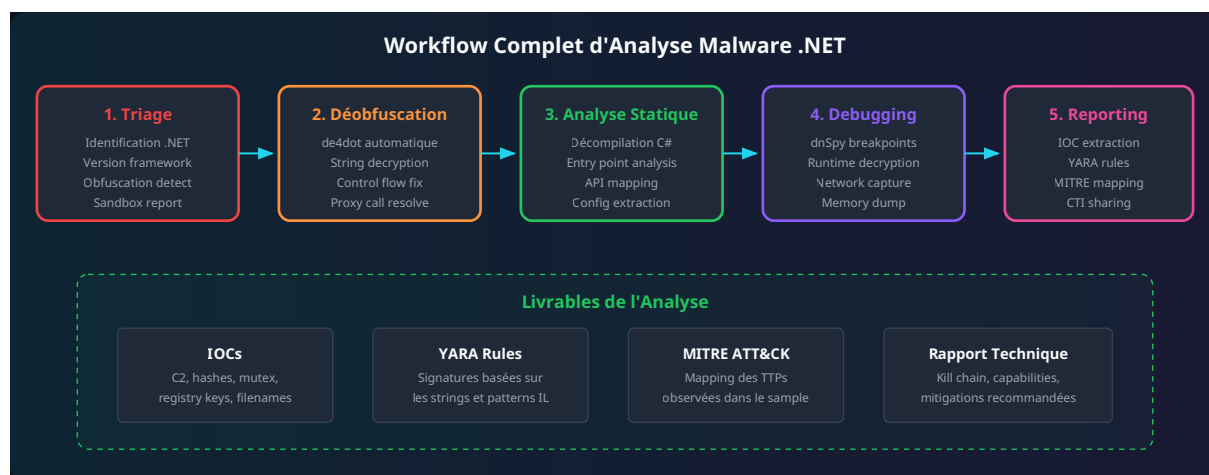 Workflow Complet d'Analyse Malware .NET
1. Triage
Identification .NET
Version framework
Obfuscation detect
Sandbox report
2. Déobfuscation
de4dot automatique
String decryption
Control flow fix
Proxy call resolve
3. Analyse Statique
Décompilation C#
Entry point analysis
API mapping
Config extraction
4. Debugging
dnSpy breakpoints
Runtime decryption
Network capture
Memory dump
5. Reporting
IOC extraction
YARA rules
MITRE mapping
CTI sharing
Livrables de l'Analyse
IOCs
C2, hashes, mutex,
registry keys, filenames
YARA Rules
Signatures basées sur
les strings et patterns IL
MITRE ATT&CK
Mapping des TTPs
observées dans le sample
Rapport Technique
Kill chain, capabilities,
mitigations recommandées